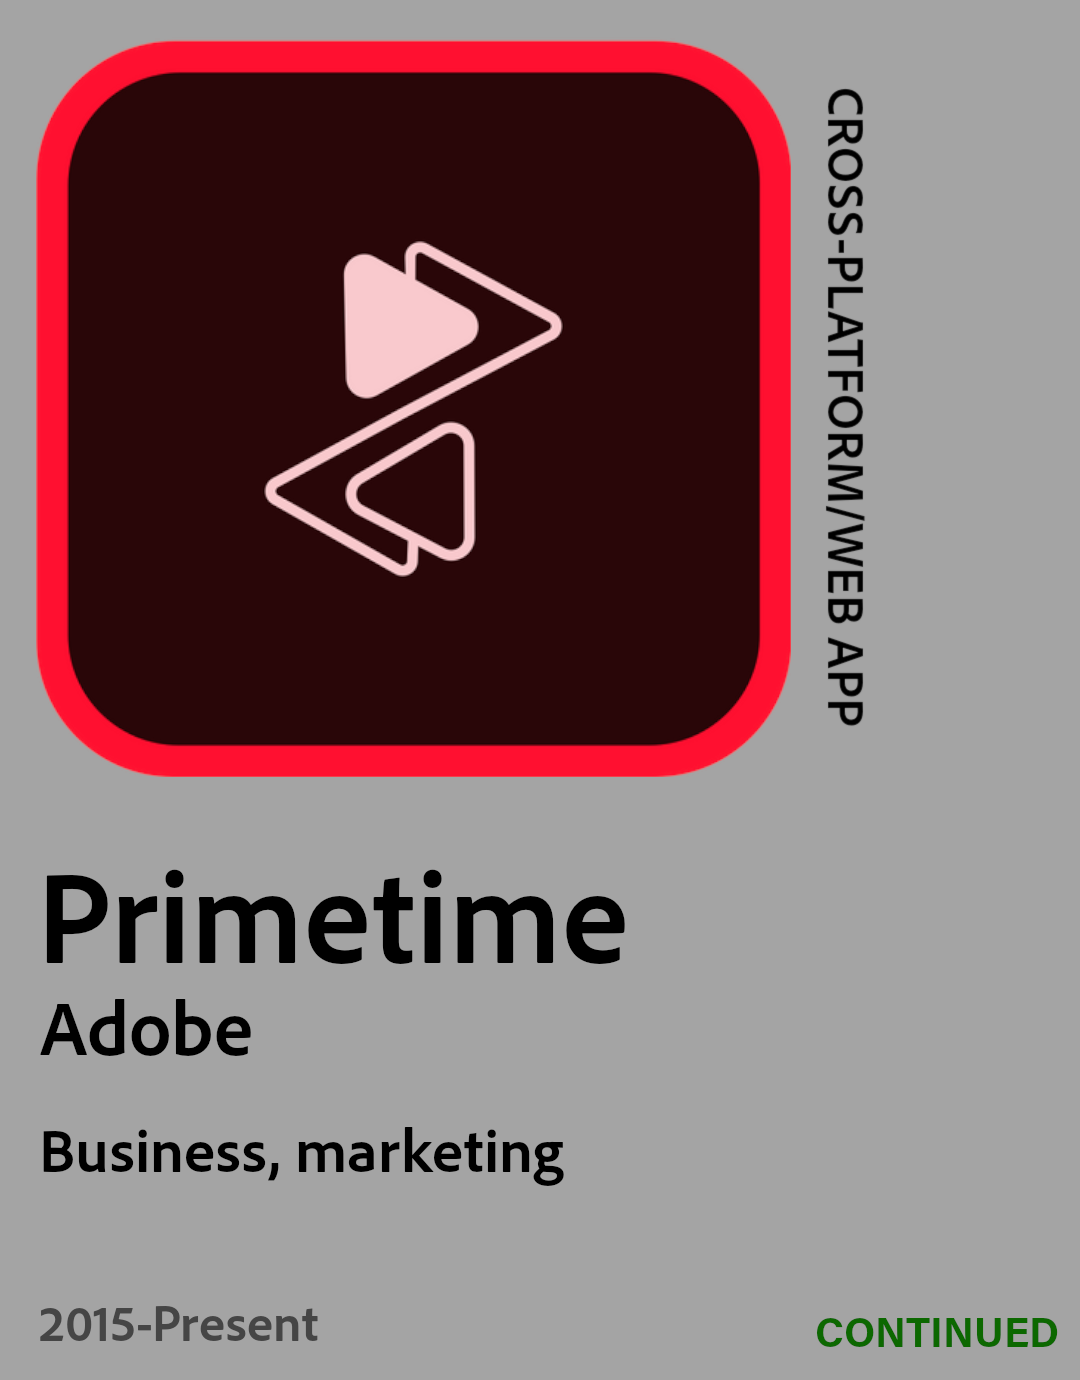 CROSS-PLATFORM/WEB APP
Primetime
Adobe
Business, marketing
2015-Present
CONTINUED